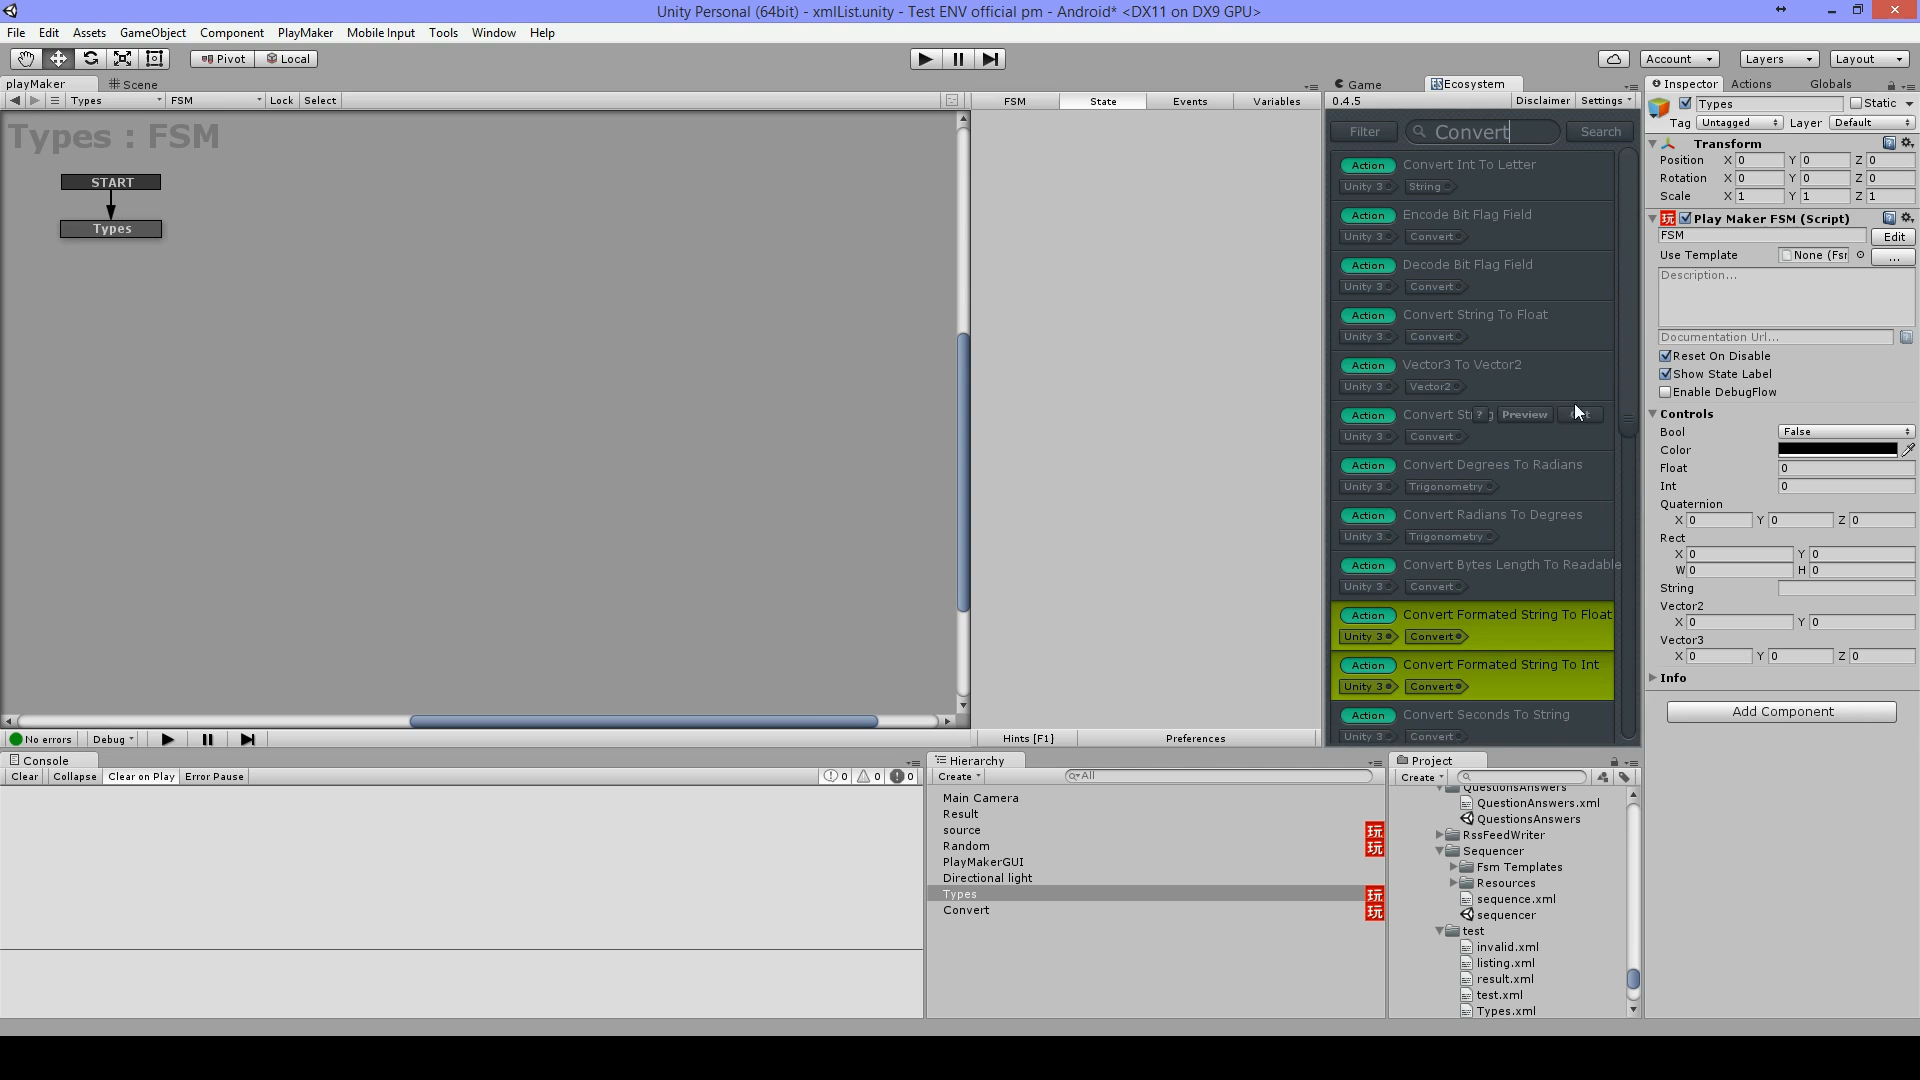 Unity Personal (64bit) - xmlList.unity - Test ENV official pm - Android* <DX11 on DX9 GPU>
File Edit Assets GameObject Component PlayMaker Mobile Input Tools Window Help
Pivot Local Account Layers Layout
playMaker Scene
Types FSM Lock Select
Types : FSM
START
Types
No errors Debug
FSM State Events Variables
Hints [F1] Preferences
Game Ecosystem
0.4.5 Disclaimer Settings
Filter Convert Search
Action Convert Int To Letter
Unity 3 String
Action Encode Bit Flag Field
Unity 3 Convert
Action Decode Bit Flag Field
Unity 3 Convert
Action Convert String To Float
Unity 3 Convert
Action Vector3 To Vector2
Unity 3 Vector2
Action Convert ? Preview
Unity 3 Convert
Action Convert Degrees To Radians
Unity 3 Trigonometry
Action Convert Radians To Degrees
Unity 3 Trigonometry
Action Convert Bytes Length To Readable
Unity 3 Convert
Action Convert Formated String To Float
Unity 3 Convert
Action Convert Formated String To Int
Unity 3 Convert
Action Convert Seconds To String
Unity 3 Convert
Inspector Actions Globals
Types Static
Tag Untagged Layer Default
Transform
Position X 0 Y 0 Z 0
Rotation X 0 Y 0 Z 0
Scale X 1 Y 1 Z 1
玩 Play Maker FSM (Script)
FSM Edit
Use Template None (Fsr ...
Description...
Documentation Url...
Reset On Disable
Show State Label
Enable DebugFlow
Controls
Bool False
Color
Float 0
Int 0
Quaternion
X 0 Y 0 Z 0
Rect
X 0 Y 0
W 0 H 0
String
Vector2
X 0 Y 0
Vector3
X 0 Y 0 Z 0
Info
Add Component
Console
Clear Collapse Clear on Play Error Pause 0 0 0
Hierarchy
Create All
Main Camera
Result
source 玩
Random 玩
PlayMakerGUI
Directional light
Types 玩
Convert 玩
Project
Create
QuestionsAnswers
QuestionAnswers.xml
QuestionsAnswers
RssFeedWriter
Sequencer
Fsm Templates
Resources
sequence.xml
sequencer
test
invalid.xml
listing.xml
result.xml
test.xml
Types.xml